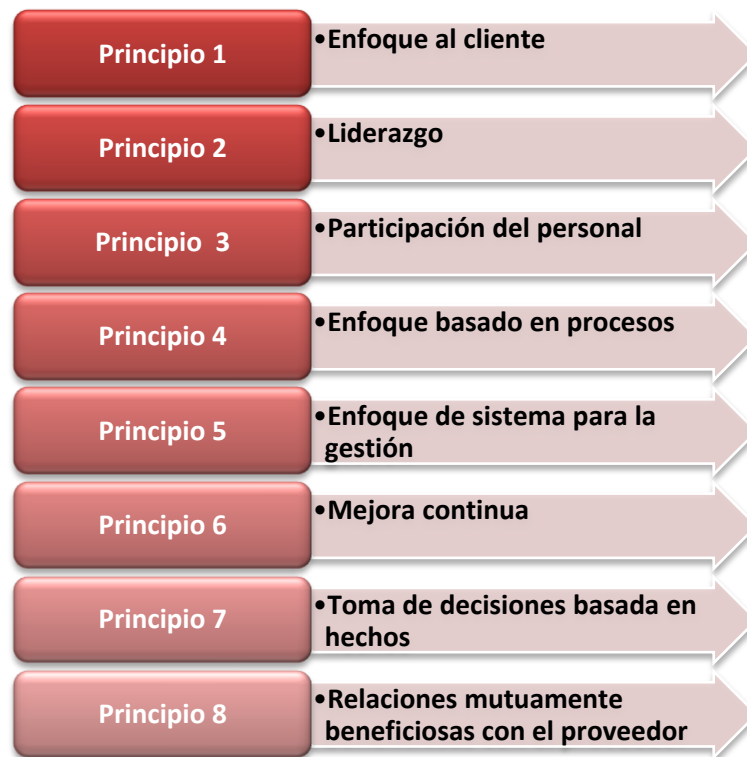 Principio 1
•Enfoque al cliente
Principio 2
•Liderazgo
Principio 3
•Participación del personal
Principio 4
•Enfoque basado en procesos
Principio 5
•Enfoque de sistema para la
gestión
Principio 6
•Mejora continua
Principio 7
•Toma de decisiones basada en
hechos
Principio 8
•Relaciones mutuamente
beneficiosas con el proveedor